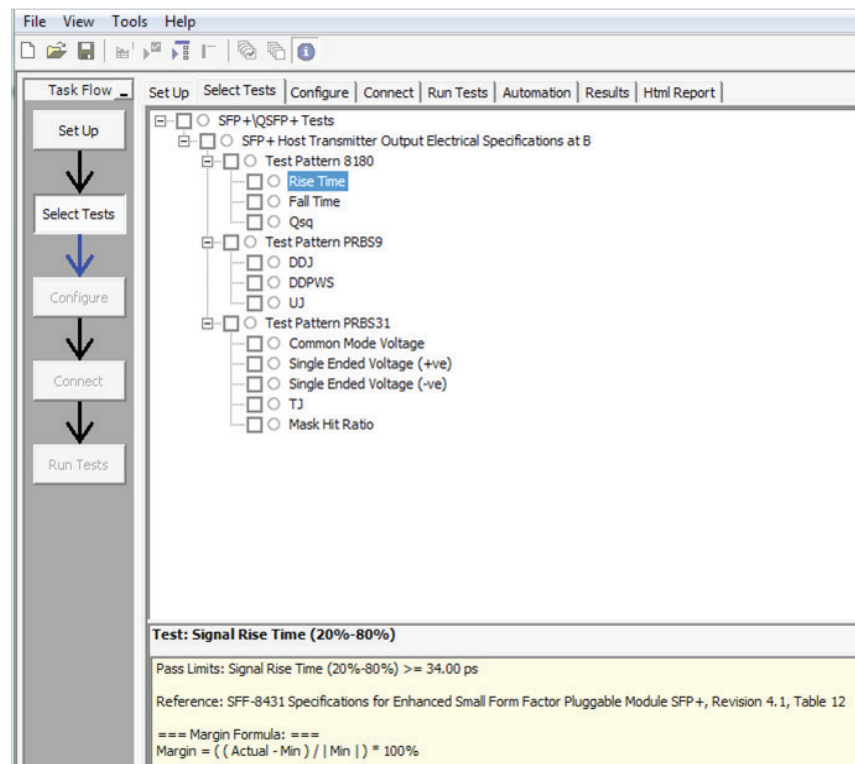 File View Tools Help
Task Flow
Set Up Select Tests Configure Connect Run Tests Automation Results Html Report
Set Up
Select Tests
Configure
Connect
Run Tests
SFP+\QSFP+ Tests
SFP+ Host Transmitter Output Electrical Specifications at B
Test Pattern 8180
Rise Time
Fall Time
Qsq
Test Pattern PRBS9
DDJ
DDPWS
UJ
Test Pattern PRBS31
Common Mode Voltage
Single Ended Voltage (+ve)
Single Ended Voltage (-ve)
TJ
Mask Hit Ratio
Test: Signal Rise Time (20%-80%)
Pass Limits: Signal Rise Time (20%-80%) >= 34.00 ps
Reference: SFF-8431 Specifications for Enhanced Small Form Factor Pluggable Module SFP+, Revision 4.1, Table 12
=== Margin Formula: ===
Margin = ( ( Actual - Min ) / | Min | ) * 100%